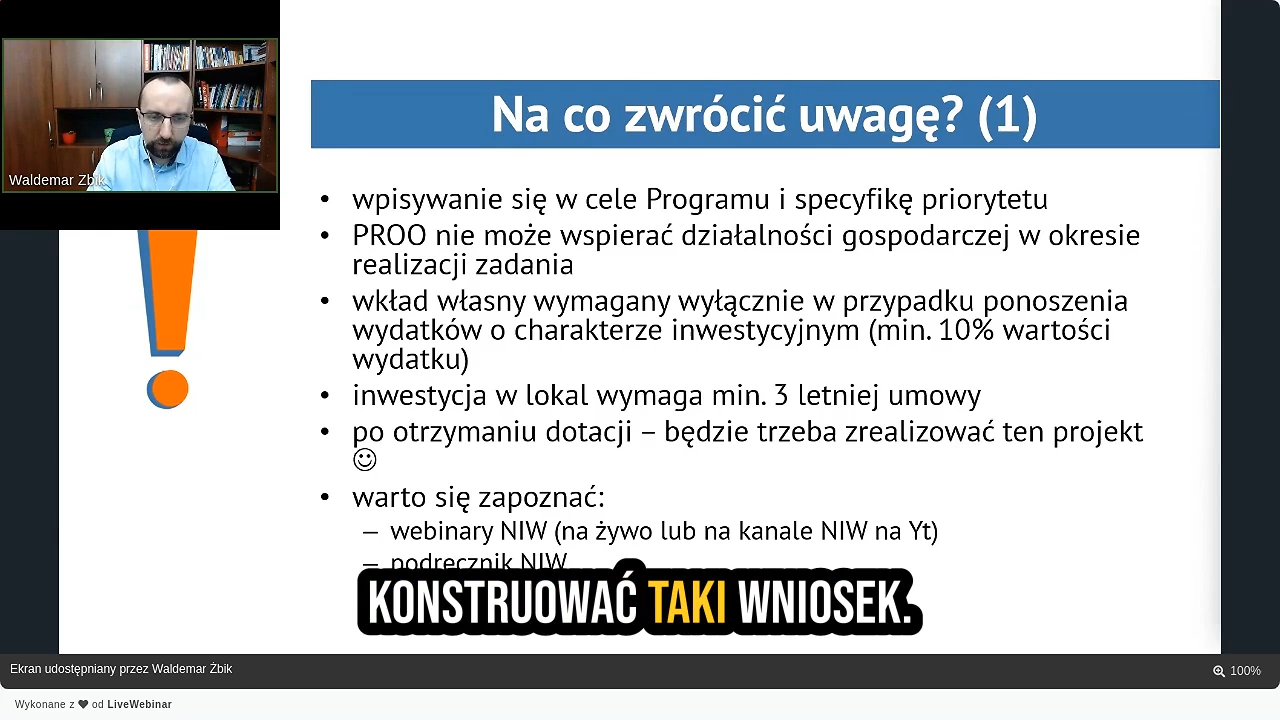 Na co zwrócić uwagę? (1)
Waldemar Żbik
• wpisywanie się w cele Programu i specyfikę priorytetu
• PROO nie może wspierać działalności gospodarczej w okresie
realizacji zadania
• wkład własny wymagany wyłącznie w przypadku ponoszenia
wydatków o charakterze inwestycyjnym (min. 10% wartości
wydatku)
• inwestycja w lokal wymaga min. 3 letniej umowy
• po otrzymaniu dotacji – będzie trzeba zrealizować ten projekt
☺
• warto się zapoznać:
– webinary NIW (na żywo lub na kanale NIW na Yt)
– podręcznik NIW
KONSTRUOWAĆ TAKI WNIOSEK.
Ekran udostępniany przez Waldemar Żbik
100%
Wykonane z ♥ od LiveWebinar